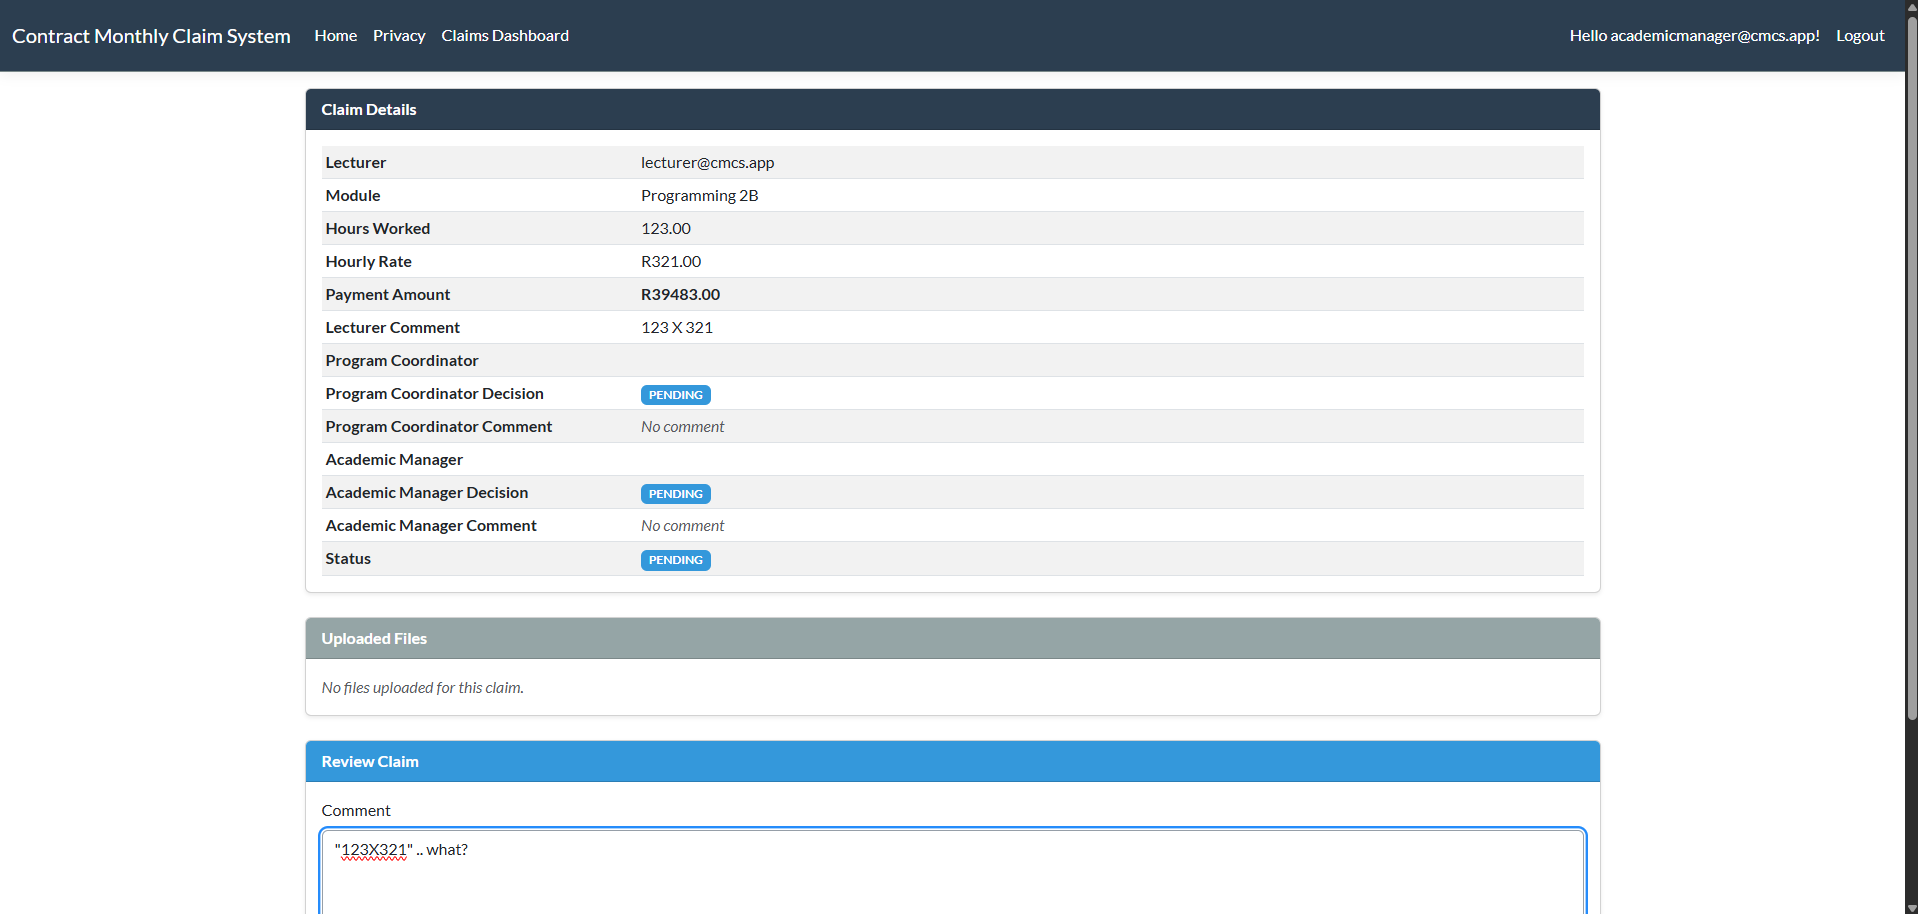 Contract Monthly Claim System Home Privacy Claims Dashboard Hello academicmanager@cmcs.app! Logout
Claim Details
Lecturer lecturer@cmcs.app
Module Programming 2B
Hours Worked 123.00
Hourly Rate R321.00
Payment Amount R39483.00
Lecturer Comment 123 X 321
Program Coordinator
Program Coordinator Decision PENDING
Program Coordinator Comment No comment
Academic Manager
Academic Manager Decision PENDING
Academic Manager Comment No comment
Status PENDING
Uploaded Files
No files uploaded for this claim.
Review Claim
Comment
"123X321" .. what?